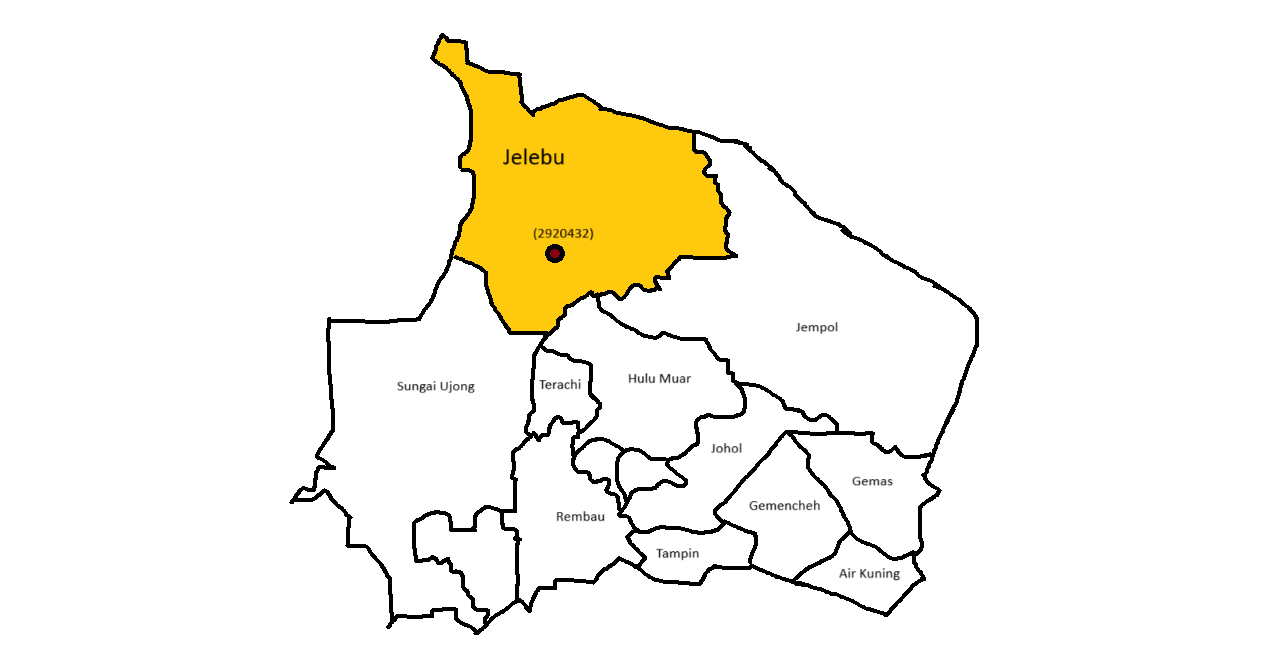 Jelebu
(2920432)
Jempol
Sungai Ujong
Terachi
Hulu Muar
Johol
Gemas
Gemencheh
Rembau
Tampin
Air Kuning